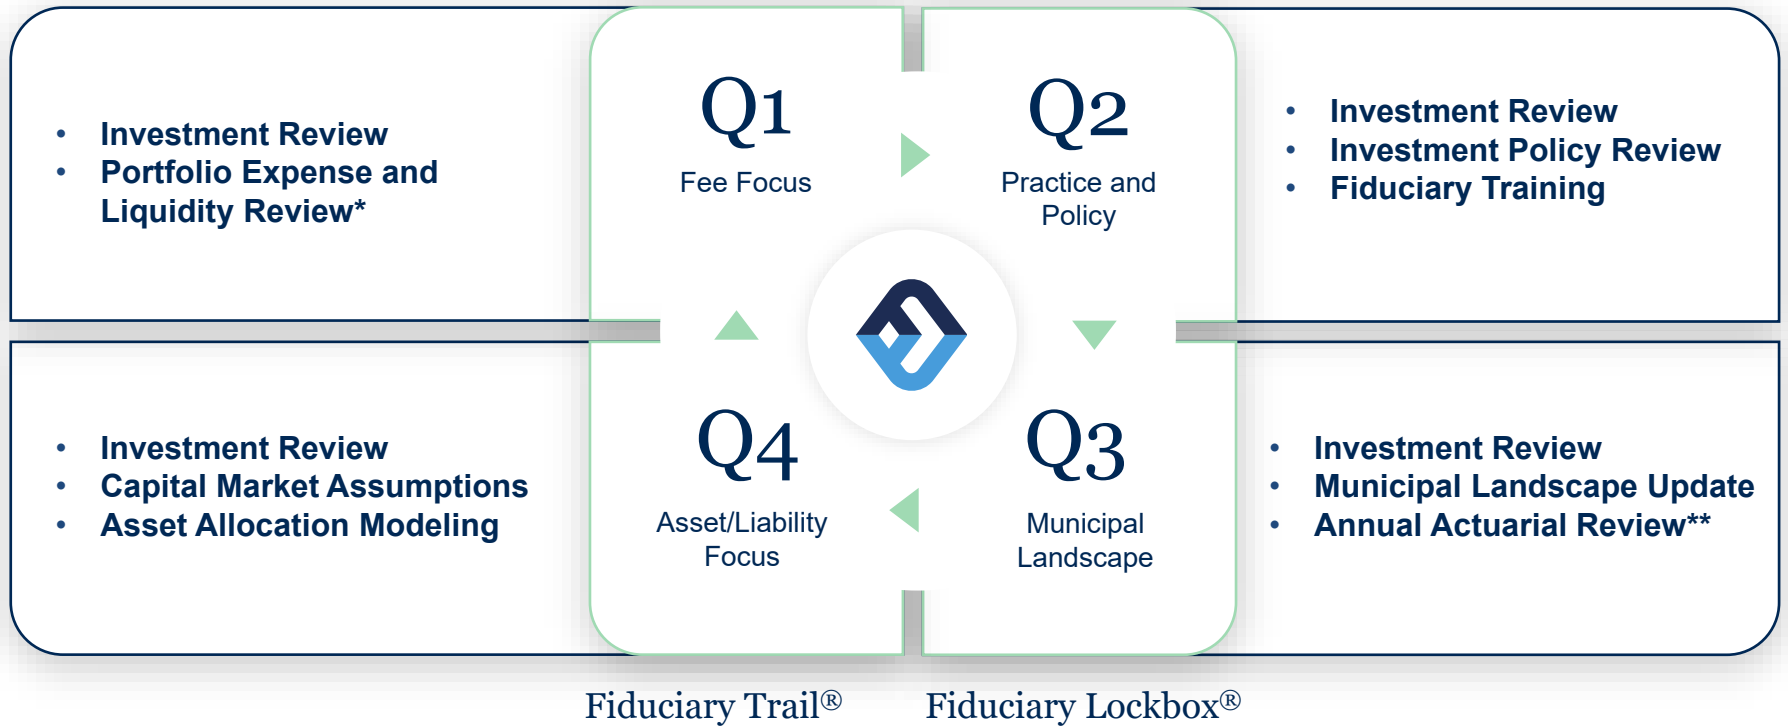 Q1
Fee Focus
• Investment Review
• Portfolio Expense and
Liquidity Review*
Q2
Practice and
Policy
• Investment Review
• Investment Policy Review
• Fiduciary Training
Q4
Asset/Liability
Focus
• Investment Review
• Capital Market Assumptions
• Asset Allocation Modeling
Q3
Municipal
Landscape
• Investment Review
• Municipal Landscape Update
• Annual Actuarial Review**
Fiduciary Trail®
Fiduciary Lockbox®